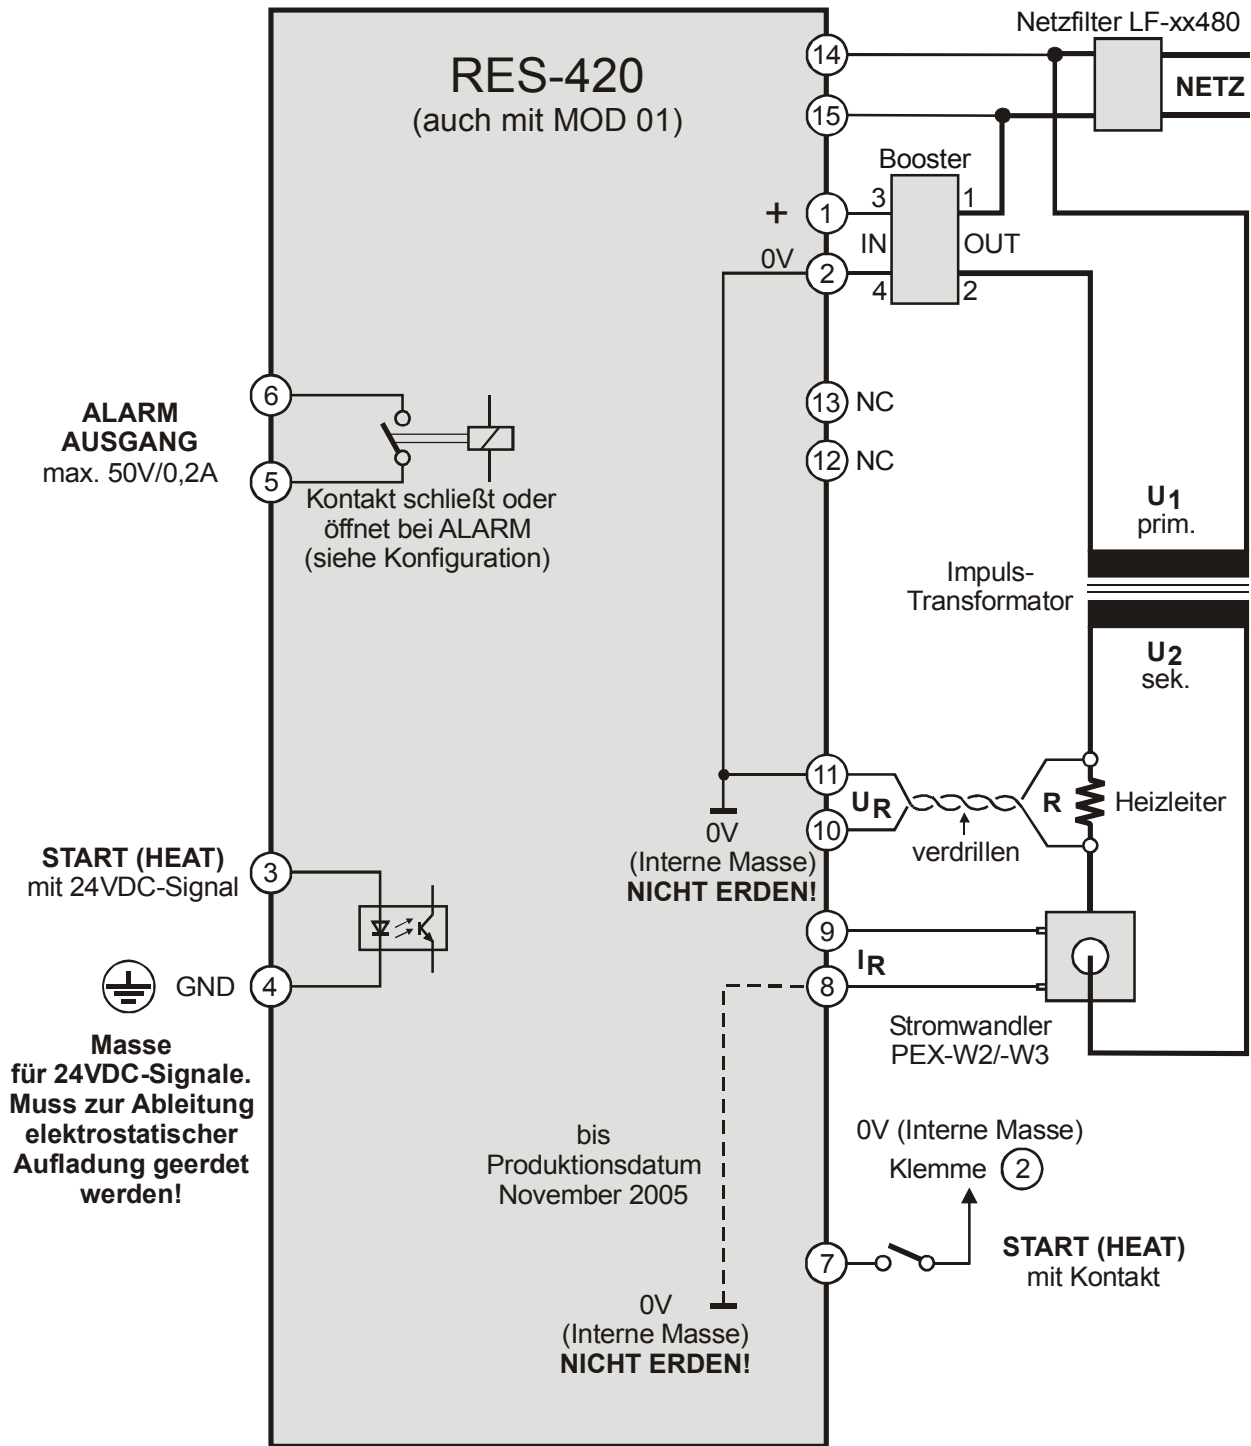 Netzfilter LF-xx480
NETZ
RES-420
(auch mit MOD 01)
14
15
Booster
+
1
3
1
IN
OUT
0V
2
4
2
13
NC
12
NC
ALARM
AUSGANG
max. 50V/0,2A
6
5
Kontakt schließt oder
öffnet bei ALARM
(siehe Konfiguration)
U1
prim.
Impuls-
Transformator
U2
sek.
11
10
UR
R
Heizleiter
verdrillen
0V
(Interne Masse)
NICHT ERDEN!
START (HEAT)
mit 24VDC-Signal
3
GND
4
Masse
für 24VDC-Signale.
Muss zur Ableitung
elektrostatischer
Aufladung geerdet
werden!
9
IR
8
Stromwandler
PEX-W2/-W3
bis
Produktionsdatum
November 2005
0V (Interne Masse)
Klemme 2
7
START (HEAT)
mit Kontakt
0V
(Interne Masse)
NICHT ERDEN!